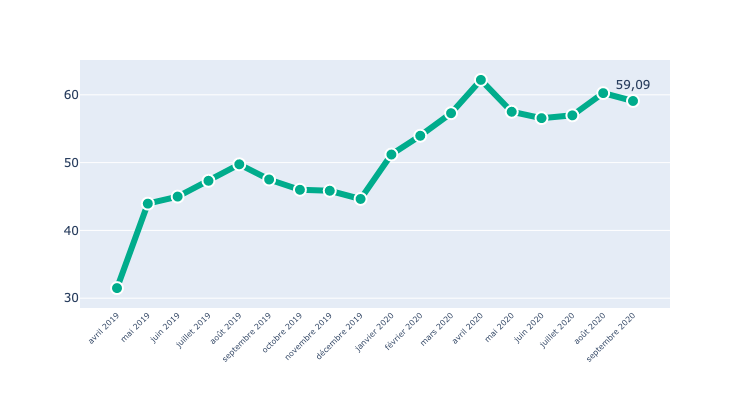 59,09
60
50
40
30
avril 2019
mai 2019
juin 2019
juillet 2019
août 2019
septembre 2019
octobre 2019
novembre 2019
décembre 2019
janvier 2020
février 2020
mars 2020
avril 2020
mai 2020
juin 2020
juillet 2020
août 2020
septembre 2020